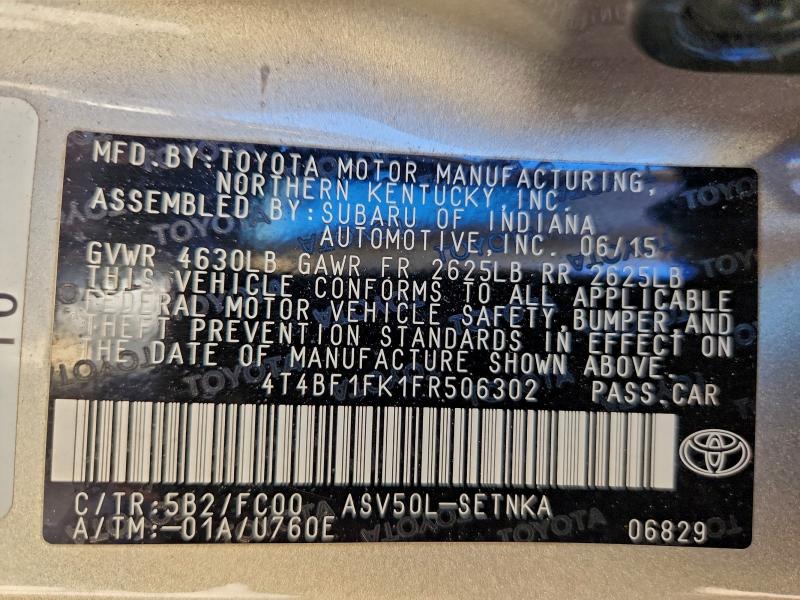 MFD.BY:TOYOTA MOTOR MANUFACTURING,
NORTHERN KENTUCKY,INC.
ASSEMBLED BY:SUBARU OF INDIANA
AUTOMOTIVE,INC. 06/15
GVWR 4630LB GAWR FR 2625LB RR 2625LB
THIS VEHICLE CONFORMS TO ALL APPLICABLE
FEDERAL MOTOR VEHICLE SAFETY,BUMPER,AND
THEFT PREVENTION STANDARDS IN EFFECT ON
THE DATE OF MANUFACTURE SHOWN ABOVE.
4T4BF1FK1FR506302 PASS.CAR
C/TR:5B2/FC00 ASV50L-SETNKA
A/TM:-01A/U760E 06829